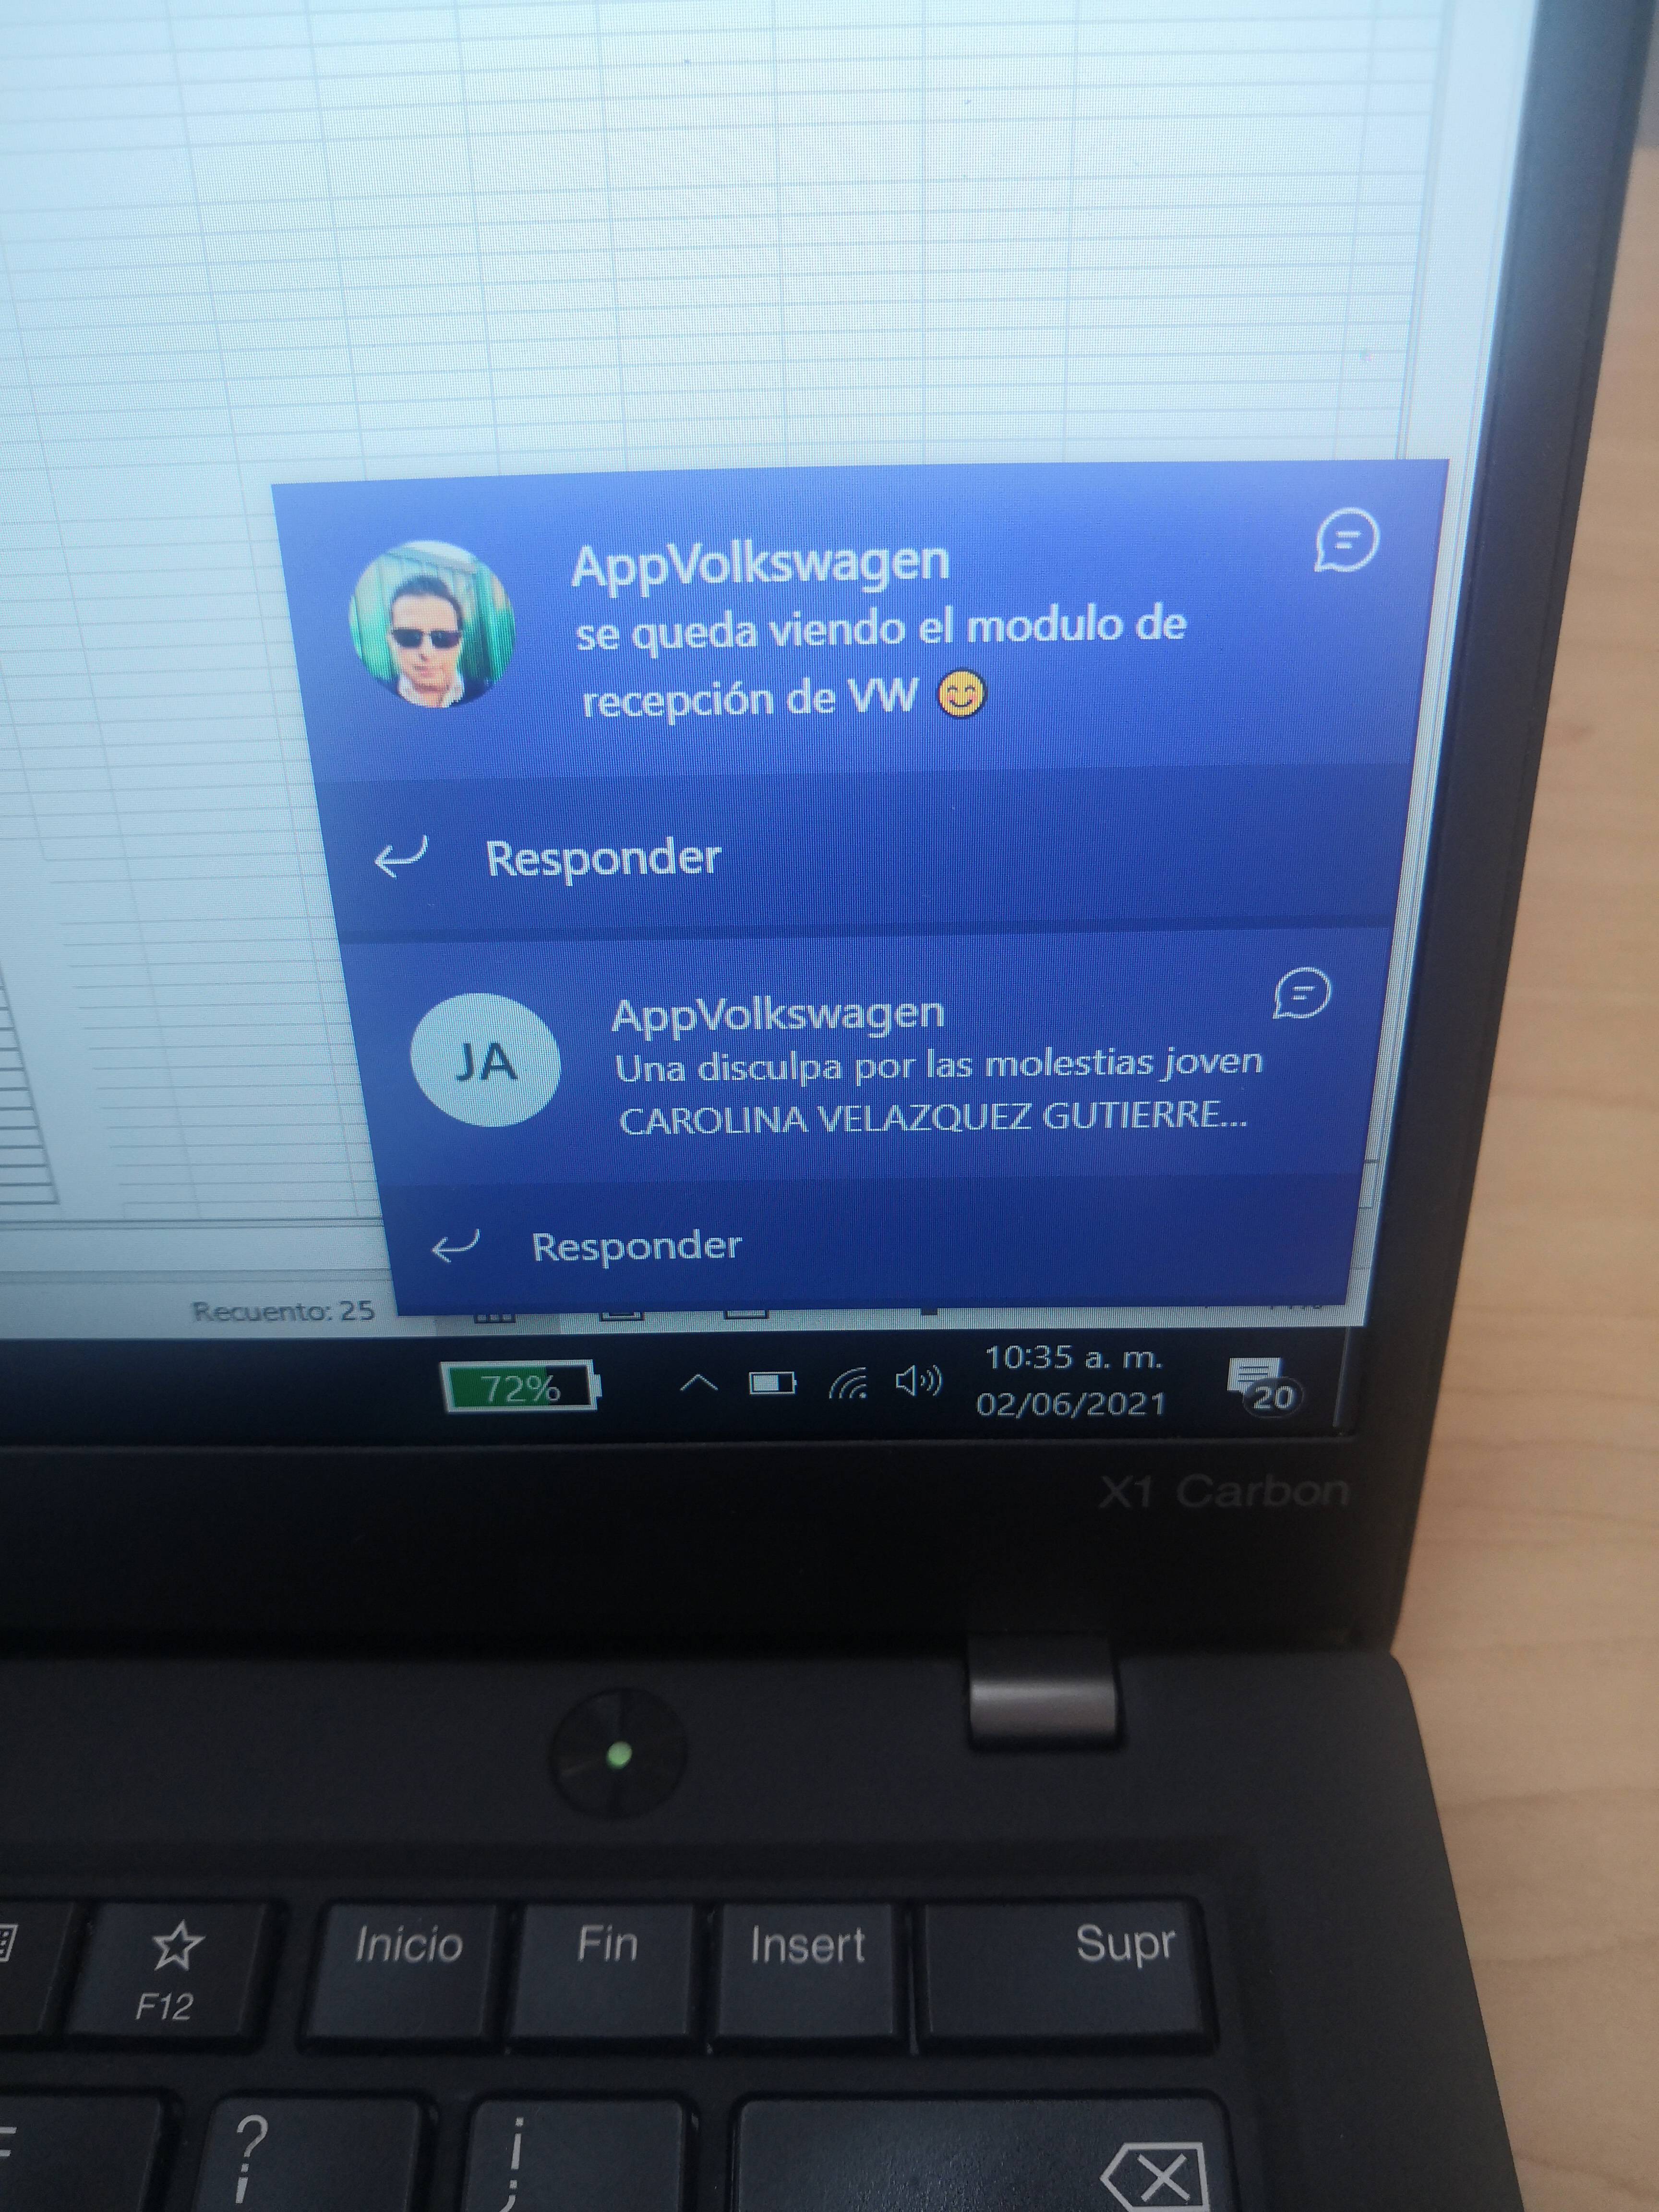 AppVolkswagen
se queda viendo el modulo de
recepción de VW 😊
Responder
JA
AppVolkswagen
Una disculpa por las molestias joven
CAROLINA VELAZQUEZ GUTIERRE...
Responder
Recuento: 25
72%
10:35 a. m.
02/06/2021
20
X1 Carbon
F12
Inicio
Fin
Insert
Supr
?
¿
¡